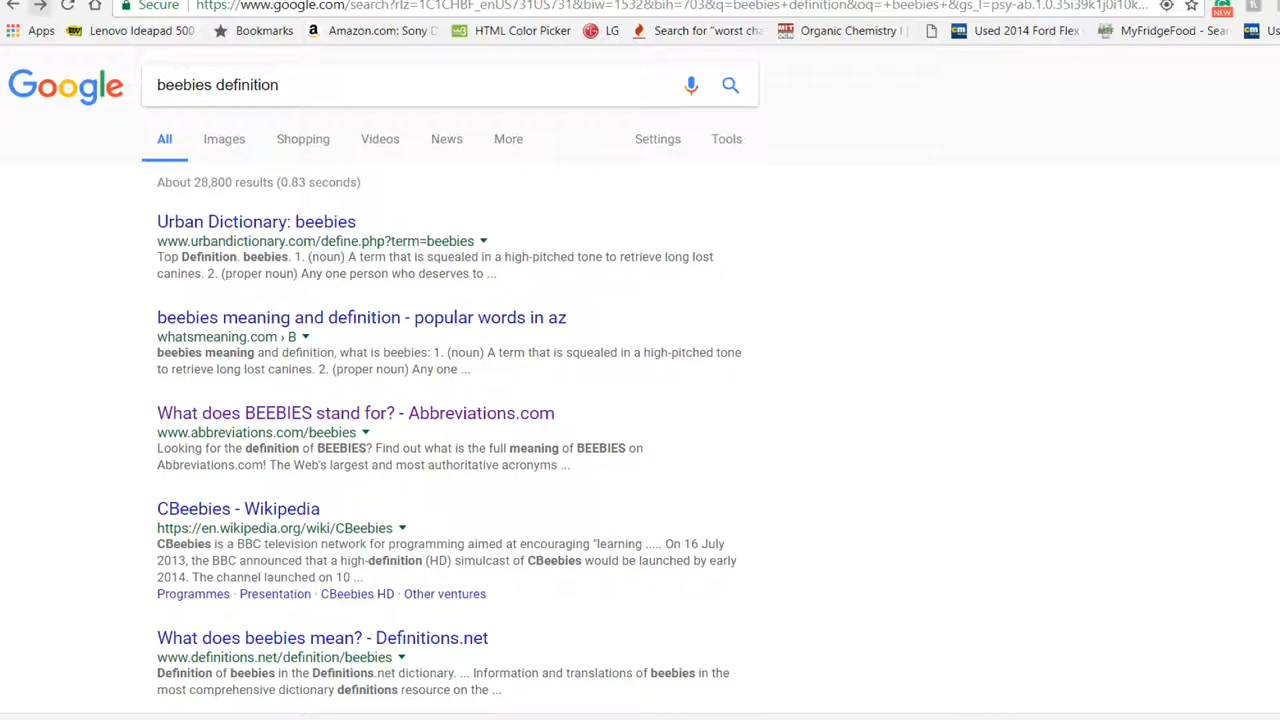 Secure https://www.google.com/search?rlz=1C1CHBF_enUS731US731&biw=1532&bih=703&q=beebies+definition&oq=+beebies+&gs_l=psy-ab.1.0.35i39k1j0i10k...
NEW
Apps Lenovo Ideapad 500 Bookmarks Amazon.com: Sony D HTML Color Picker LG Search for "worst cha Organic Chemistry I Used 2014 Ford Flex MyFridgeFood - Sea Us
Google beebies definition
All Images Shopping Videos News More Settings Tools
About 28,800 results (0.83 seconds)
Urban Dictionary: beebies
www.urbandictionary.com/define.php?term=beebies
Top Definition. beebies. 1. (noun) A term that is squealed in a high-pitched tone to retrieve long lost
canines. 2. (proper noun) Any one person who deserves to ...
beebies meaning and definition - popular words in az
whatsmeaning.com › B
beebies meaning and definition, what is beebies: 1. (noun) A term that is squealed in a high-pitched tone
to retrieve long lost canines. 2. (proper noun) Any one ...
What does BEEBIES stand for? - Abbreviations.com
www.abbreviations.com/beebies
Looking for the definition of BEEBIES? Find out what is the full meaning of BEEBIES on
Abbreviations.com! The Web's largest and most authoritative acronyms ...
CBeebies - Wikipedia
https://en.wikipedia.org/wiki/CBeebies
CBeebies is a BBC television network for programming aimed at encouraging "learning ..... On 16 July
2013, the BBC announced that a high-definition (HD) simulcast of CBeebies would be launched by early
2014. The channel launched on 10 ...
Programmes · Presentation · CBeebies HD · Other ventures
What does beebies mean? - Definitions.net
www.definitions.net/definition/beebies
Definition of beebies in the Definitions.net dictionary. ... Information and translations of beebies in the
most comprehensive dictionary definitions resource on the ...